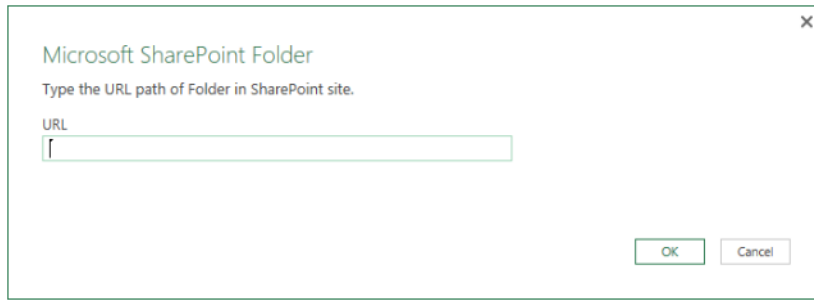 Microsoft SharePoint Folder
Type the URL path of Folder in SharePoint site.
URL
OK Cancel